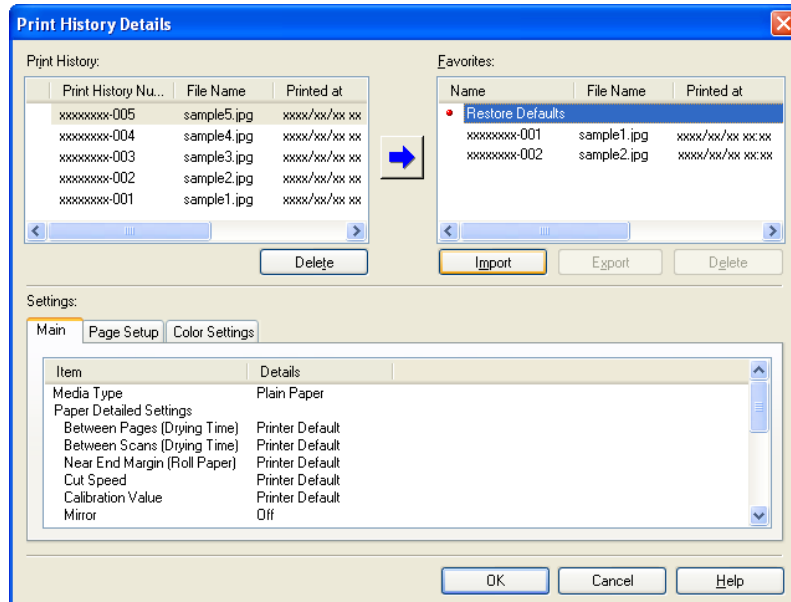 Print History Details
Print History:
Print History Nu... File Name Printed at
xxxxxxxx-005 sample5.jpg xxxx/xx/xx xx
xxxxxxxx-004 sample4.jpg xxxx/xx/xx xx
xxxxxxxx-003 sample3.jpg xxxx/xx/xx xx
xxxxxxxx-002 sample2.jpg xxxx/xx/xx xx
xxxxxxxx-001 sample1.jpg xxxx/xx/xx xx
Delete
Favorites:
Name File Name Printed at
Restore Defaults
xxxxxxxx-001 sample1.jpg xxxx/xx/xx xx:xx
xxxxxxxx-002 sample2.jpg xxxx/xx/xx xx:xx
Import Export Delete
Settings:
Main Page Setup Color Settings
Item Details
Media Type Plain Paper
Paper Detailed Settings
Between Pages (Drying Time) Printer Default
Between Scans (Drying Time) Printer Default
Near End Margin (Roll Paper) Printer Default
Cut Speed Printer Default
Calibration Value Printer Default
Mirror Off
OK Cancel Help